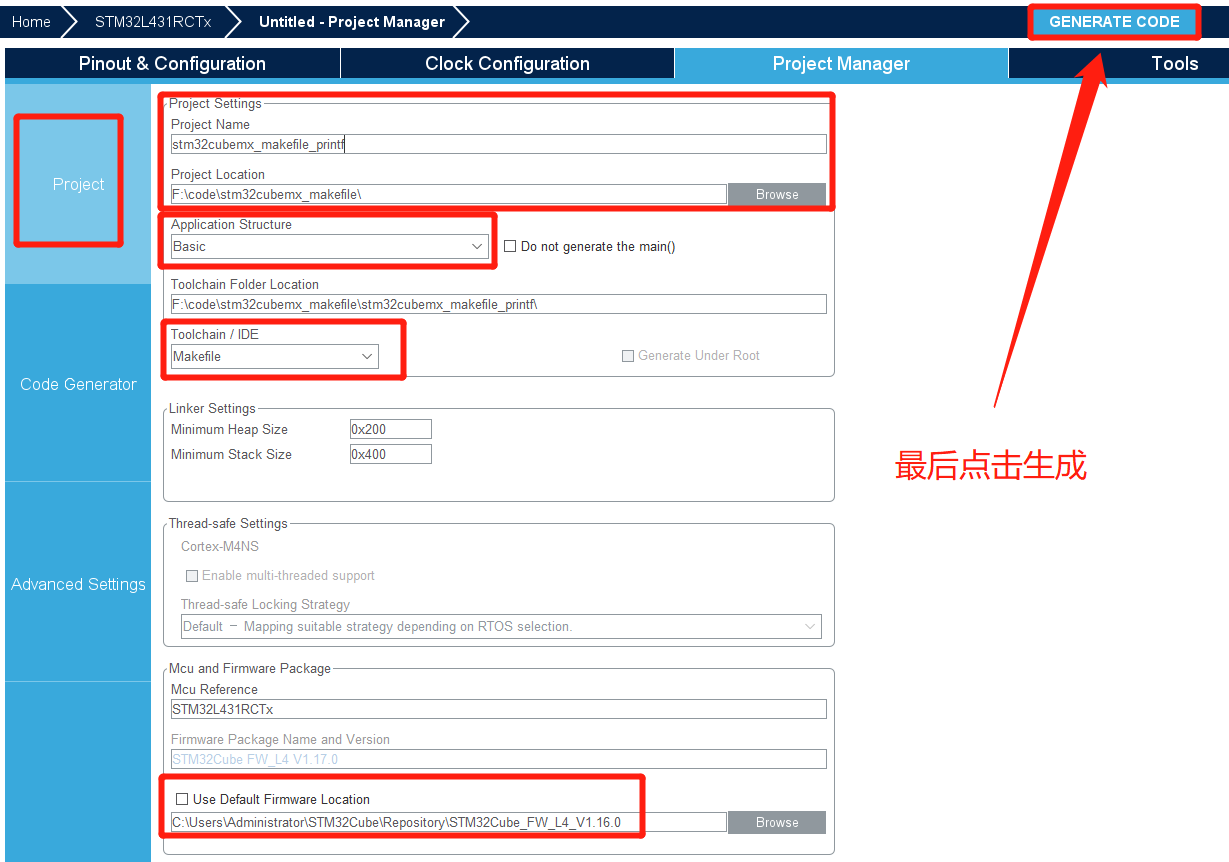 Home STM32L431RCTx Untitled - Project Manager GENERATE CODE
Pinout & Configuration Clock Configuration Project Manager Tools
Project
Code Generator
Advanced Settings
Project Settings
Project Name
stm32cubemx_makefile_printf
Project Location
F:\code\stm32cubemx_makefile\ Browse
Application Structure
Basic Do not generate the main()
Toolchain Folder Location
F:\code\stm32cubemx_makefile\stm32cubemx_makefile_printf\
Toolchain / IDE
Makefile Generate Under Root
Linker Settings
Minimum Heap Size 0x200
Minimum Stack Size 0x400
Thread-safe Settings
Cortex-M4NS
Enable multi-threaded support
Thread-safe Locking Strategy
Default − Mapping suitable strategy depending on RTOS selection.
Mcu and Firmware Package
Mcu Reference
STM32L431RCTx
Firmware Package Name and Version
STM32Cube FW_L4 V1.17.0
Use Default Firmware Location
C:\Users\Administrator\STM32Cube\Repository\STM32Cube_FW_L4_V1.16.0 Browse
最后点击生成